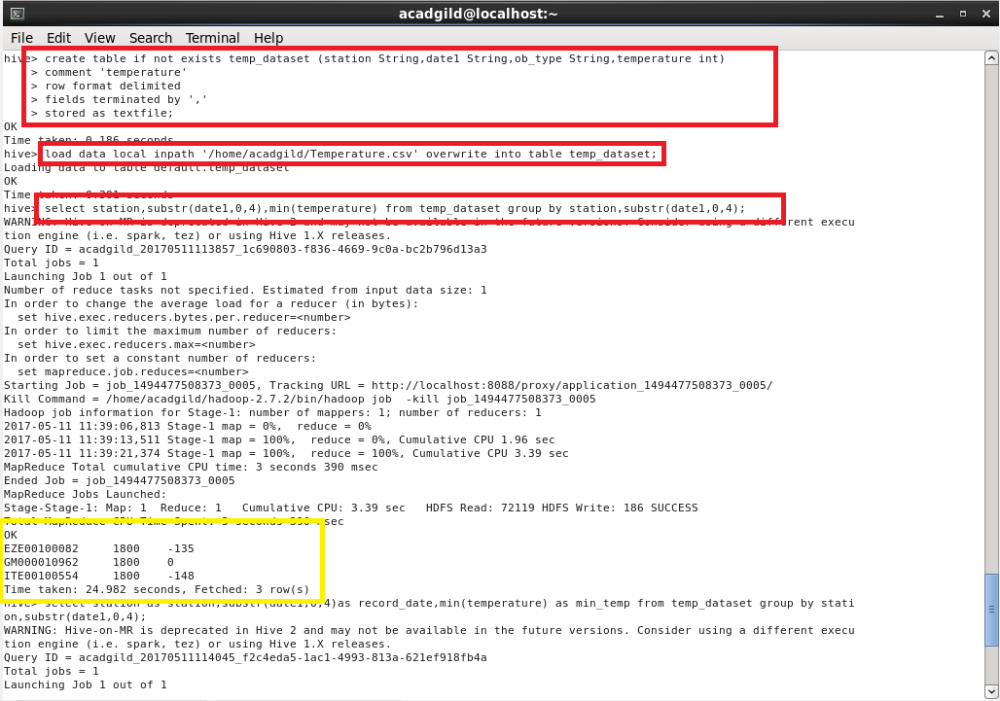 acadgild@localhost:~
File Edit View Search Terminal Help
hive> create table if not exists temp_dataset (station String,date1 String,ob_type String,temperature int)
> comment 'temperature'
> row format delimited
> fields terminated by ','
> stored as textfile;
OK
Time taken: 0.186 seconds
hive> load data local inpath '/home/acadgild/Temperature.csv' overwrite into table temp_dataset;
Loading data to table default.temp_dataset
OK
Time taken: 0.391 seconds
hive> select station,substr(date1,0,4),min(temperature) from temp_dataset group by station,substr(date1,0,4);
WARNING: Hive-on-MR is deprecated in Hive 2 and may not be available in the future versions. Consider using a different execu
tion engine (i.e. spark, tez) or using Hive 1.X releases.
Query ID = acadgild_20170511113857_1c690803-f836-4669-9c0a-bc2b796d13a3
Total jobs = 1
Launching Job 1 out of 1
Number of reduce tasks not specified. Estimated from input data size: 1
In order to change the average load for a reducer (in bytes):
set hive.exec.reducers.bytes.per.reducer=<number>
In order to limit the maximum number of reducers:
set hive.exec.reducers.max=<number>
In order to set a constant number of reducers:
set mapreduce.job.reduces=<number>
Starting Job = job_1494477508373_0005, Tracking URL = http://localhost:8088/proxy/application_1494477508373_0005/
Kill Command = /home/acadgild/hadoop-2.7.2/bin/hadoop job  -kill job_1494477508373_0005
Hadoop job information for Stage-1: number of mappers: 1; number of reducers: 1
2017-05-11 11:39:06,813 Stage-1 map = 0%,  reduce = 0%
2017-05-11 11:39:13,511 Stage-1 map = 100%,  reduce = 0%, Cumulative CPU 1.96 sec
2017-05-11 11:39:21,374 Stage-1 map = 100%,  reduce = 100%, Cumulative CPU 3.39 sec
MapReduce Total cumulative CPU time: 3 seconds 390 msec
Ended Job = job_1494477508373_0005
MapReduce Jobs Launched:
Stage-Stage-1: Map: 1  Reduce: 1   Cumulative CPU: 3.39 sec   HDFS Read: 72119 HDFS Write: 186 SUCCESS
Total MapReduce CPU Time Spent: 3 seconds 390 msec
OK
EZE00100082 1800 -135
GM000010962 1800 0
ITE00100554 1800 -148
Time taken: 24.982 seconds, Fetched: 3 row(s)
hive> select station as station,substr(date1,0,4)as record_date,min(temperature) as min_temp from temp_dataset group by stati
on,substr(date1,0,4);
WARNING: Hive-on-MR is deprecated in Hive 2 and may not be available in the future versions. Consider using a different execu
tion engine (i.e. spark, tez) or using Hive 1.X releases.
Query ID = acadgild_20170511114045_f2c4eda5-1ac1-4993-813a-621ef918fb4a
Total jobs = 1
Launching Job 1 out of 1